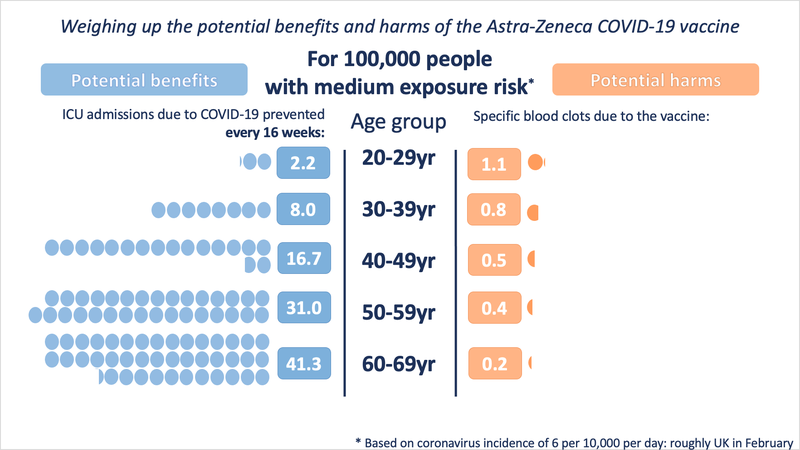 Weighing up the potential benefits and harms of the Astra-Zeneca COVID-19 vaccine
For 100,000 people
with medium exposure risk*
Potential benefits
Potential harms
ICU admissions due to COVID-19 prevented
every 16 weeks:
Age group
Specific blood clots due to the vaccine:
2.2 20-29yr 1.1
8.0 30-39yr 0.8
16.7 40-49yr 0.5
31.0 50-59yr 0.4
41.3 60-69yr 0.2
* Based on coronavirus incidence of 6 per 10,000 per day: roughly UK in February